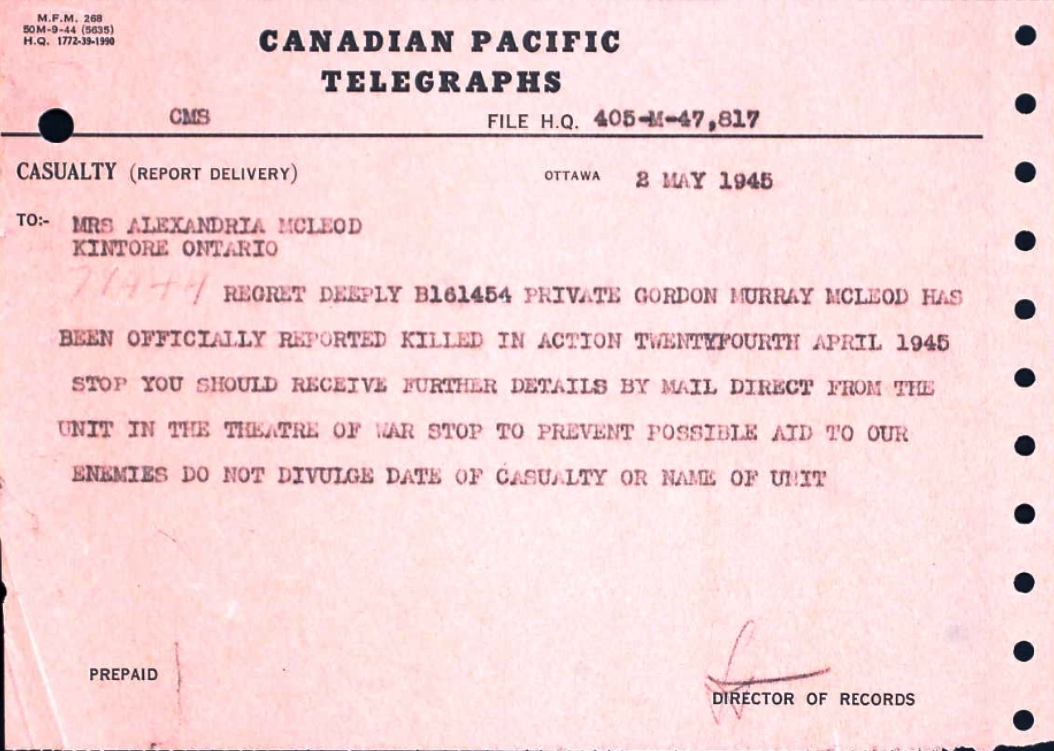 M.F.M. 268
50M-9-44 (5635)
H.Q. 1772-39-1990
CANADIAN PACIFIC
TELEGRAPHS
CMS FILE H.Q. 405-M-47,817
CASUALTY (REPORT DELIVERY) OTTAWA 2 MAY 1945
TO:- MRS ALEXANDRIA MCLEOD
KINTORE ONTARIO
REGRET DEEPLY B161454 PRIVATE GORDON MURRAY MCLEOD HAS
BEEN OFFICIALLY REPORTED KILLED IN ACTION TWENTYFOURTH APRIL 1945
STOP YOU SHOULD RECEIVE FURTHER DETAILS BY MAIL DIRECT FROM THE
UNIT IN THE THEATRE OF WAR STOP TO PREVENT POSSIBLE AID TO OUR
ENEMIES DO NOT DIVULGE DATE OF CASUALTY OR NAME OF UNIT
PREPAID
DIRECTOR OF RECORDS